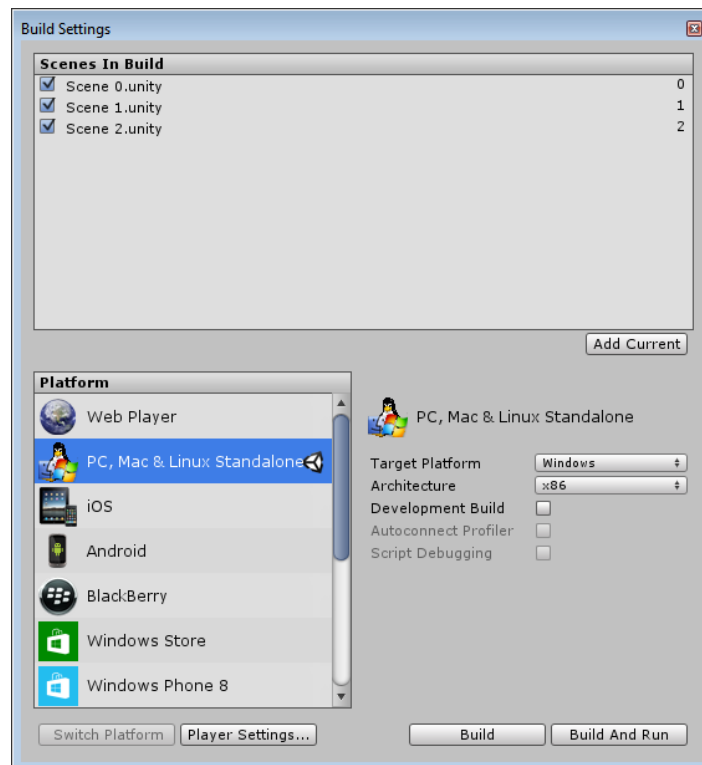 Build Settings
Scenes In Build
Scene 0.unity 0
Scene 1.unity 1
Scene 2.unity 2
Add Current
Platform
Web Player
PC, Mac & Linux Standalone
iOS
Android
BlackBerry
Windows Store
Windows Phone 8
PC, Mac & Linux Standalone
Target Platform Windows
Architecture x86
Development Build
Autoconnect Profiler
Script Debugging
Switch Platform Player Settings... Build Build And Run